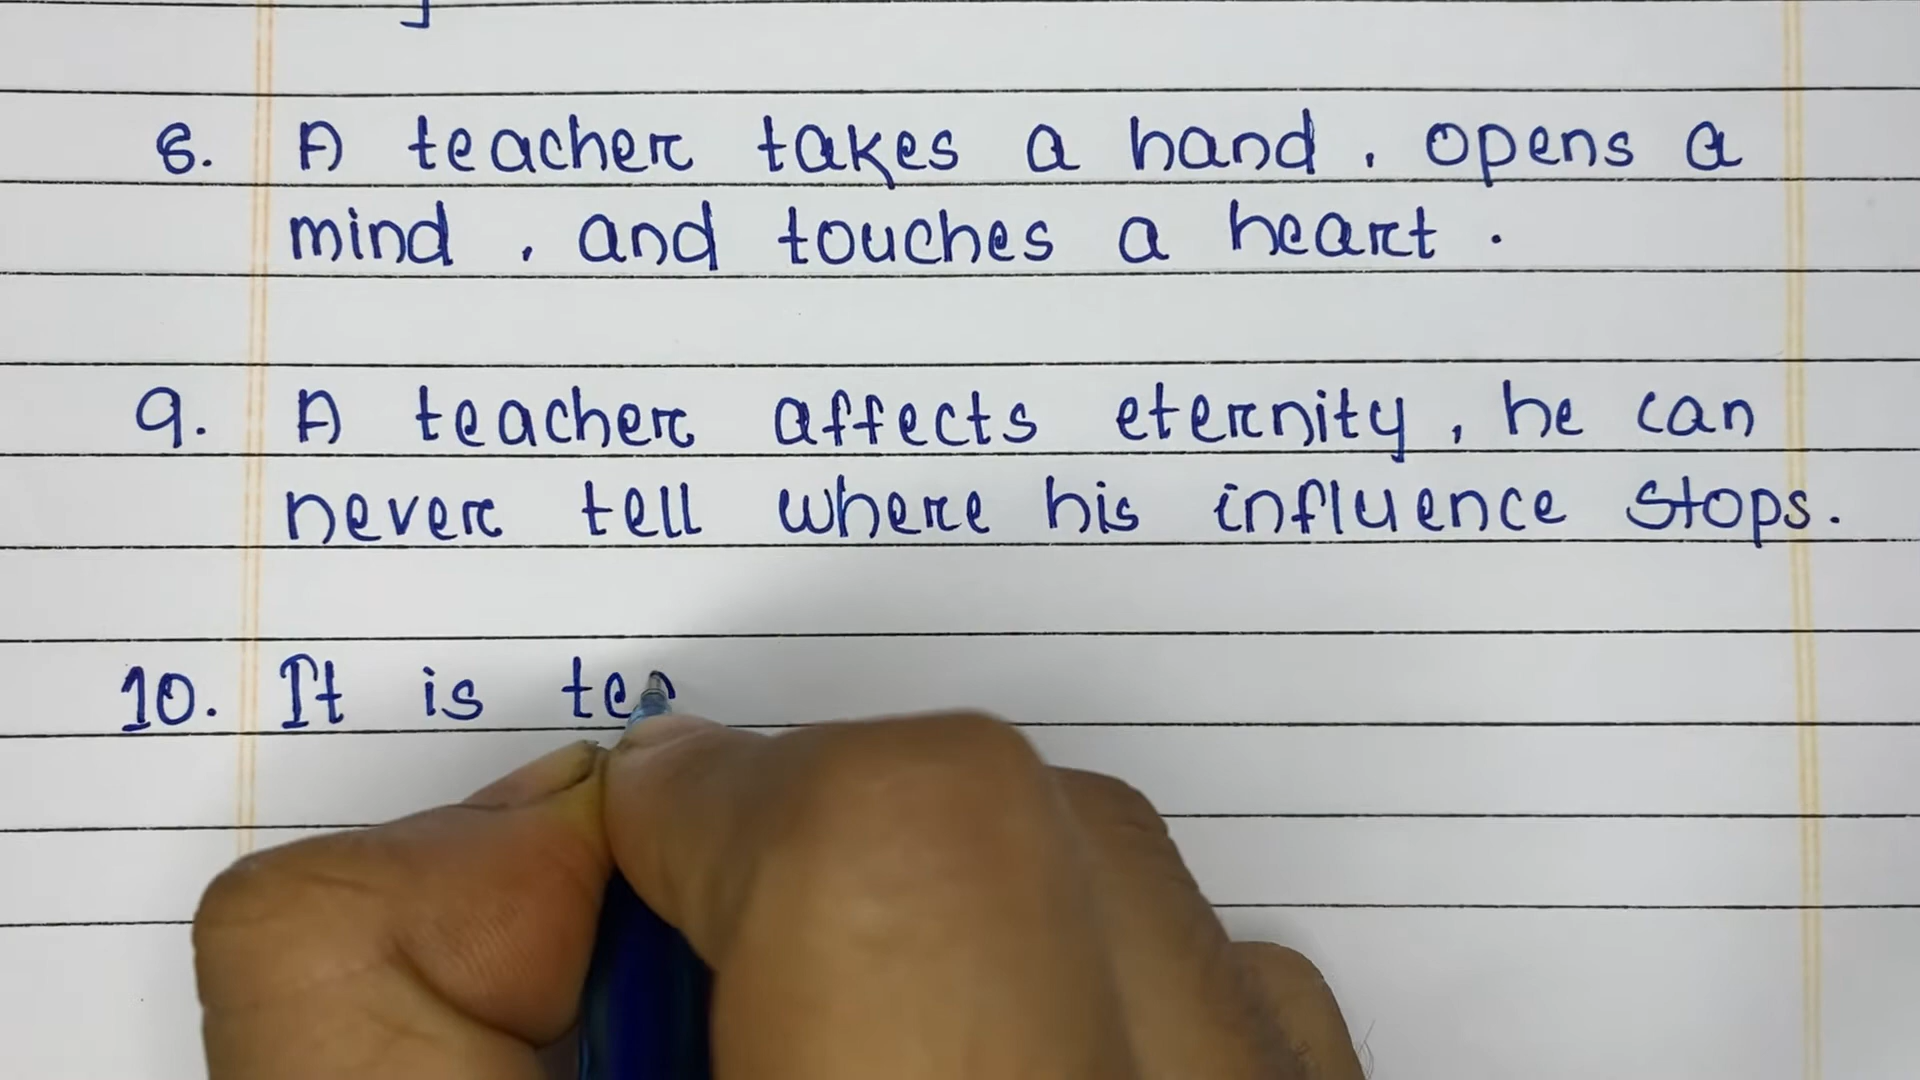 8. A teacher takes a hand, opens a
mind, and touches a heart.
9. A teacher affects eternity, he can
never tell where his influence stops.
10. It is